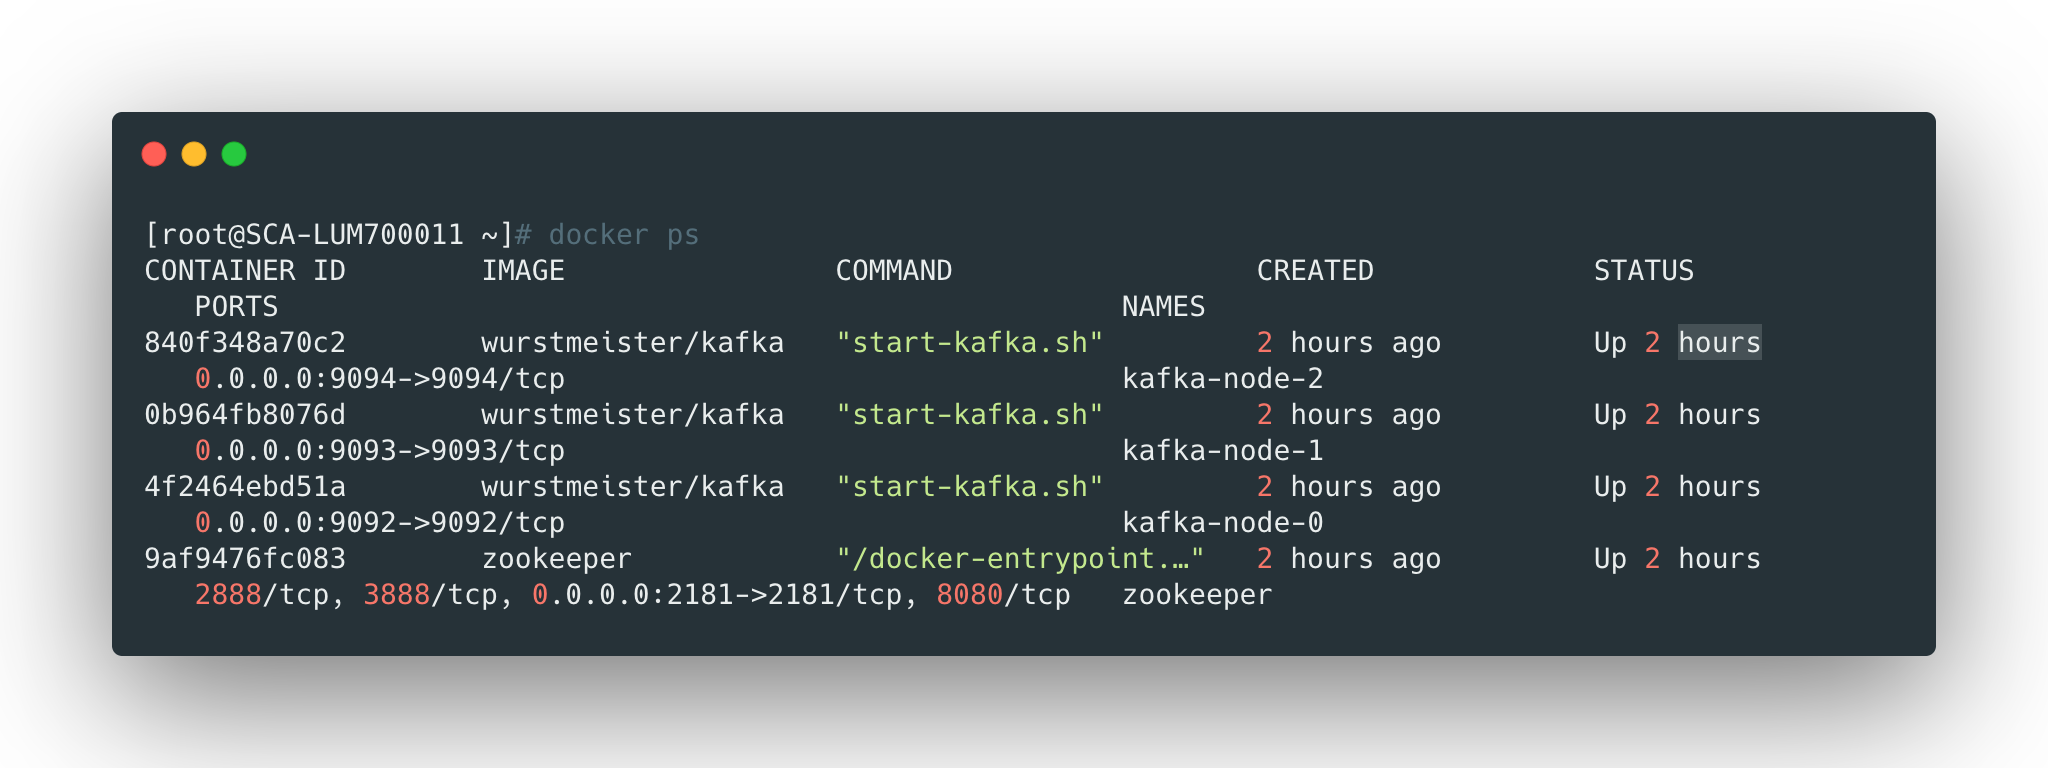 [root@SCA-LUM700011 ~]# docker ps
CONTAINER ID        IMAGE                COMMAND                  CREATED             STATUS
   PORTS                                                  NAMES
840f348a70c2        wurstmeister/kafka   "start-kafka.sh"         2 hours ago         Up 2 hours
   0.0.0.0:9094->9094/tcp                                 kafka-node-2
0b964fb8076d        wurstmeister/kafka   "start-kafka.sh"         2 hours ago         Up 2 hours
   0.0.0.0:9093->9093/tcp                                 kafka-node-1
4f2464ebd51a        wurstmeister/kafka   "start-kafka.sh"         2 hours ago         Up 2 hours
   0.0.0.0:9092->9092/tcp                                 kafka-node-0
9af9476fc083        zookeeper            "/docker-entrypoint.…"   2 hours ago         Up 2 hours
   2888/tcp, 3888/tcp, 0.0.0.0:2181->2181/tcp, 8080/tcp   zookeeper